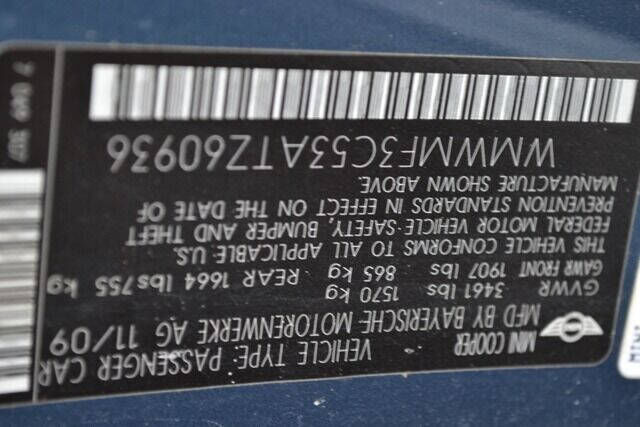 MINI COOPER VEHICLE TYPE: PASSENGER CAR
MFD BY BAYERISCHE MOTORENWERKE AG 11/09
GVWR 3461 lbs 1570 kg
GAWR FRONT 1907 lbs 865 kg REAR 1664 lbs 755 kg
THIS VEHICLE CONFORMS TO ALL APPLICABLE U.S.
FEDERAL MOTOR VEHICLE SAFETY, BUMPER AND THEFT
PREVENTION STANDARDS IN EFFECT ON THE DATE OF
MANUFACTURE SHOWN ABOVE.
WMWMF3C53ATZ60936